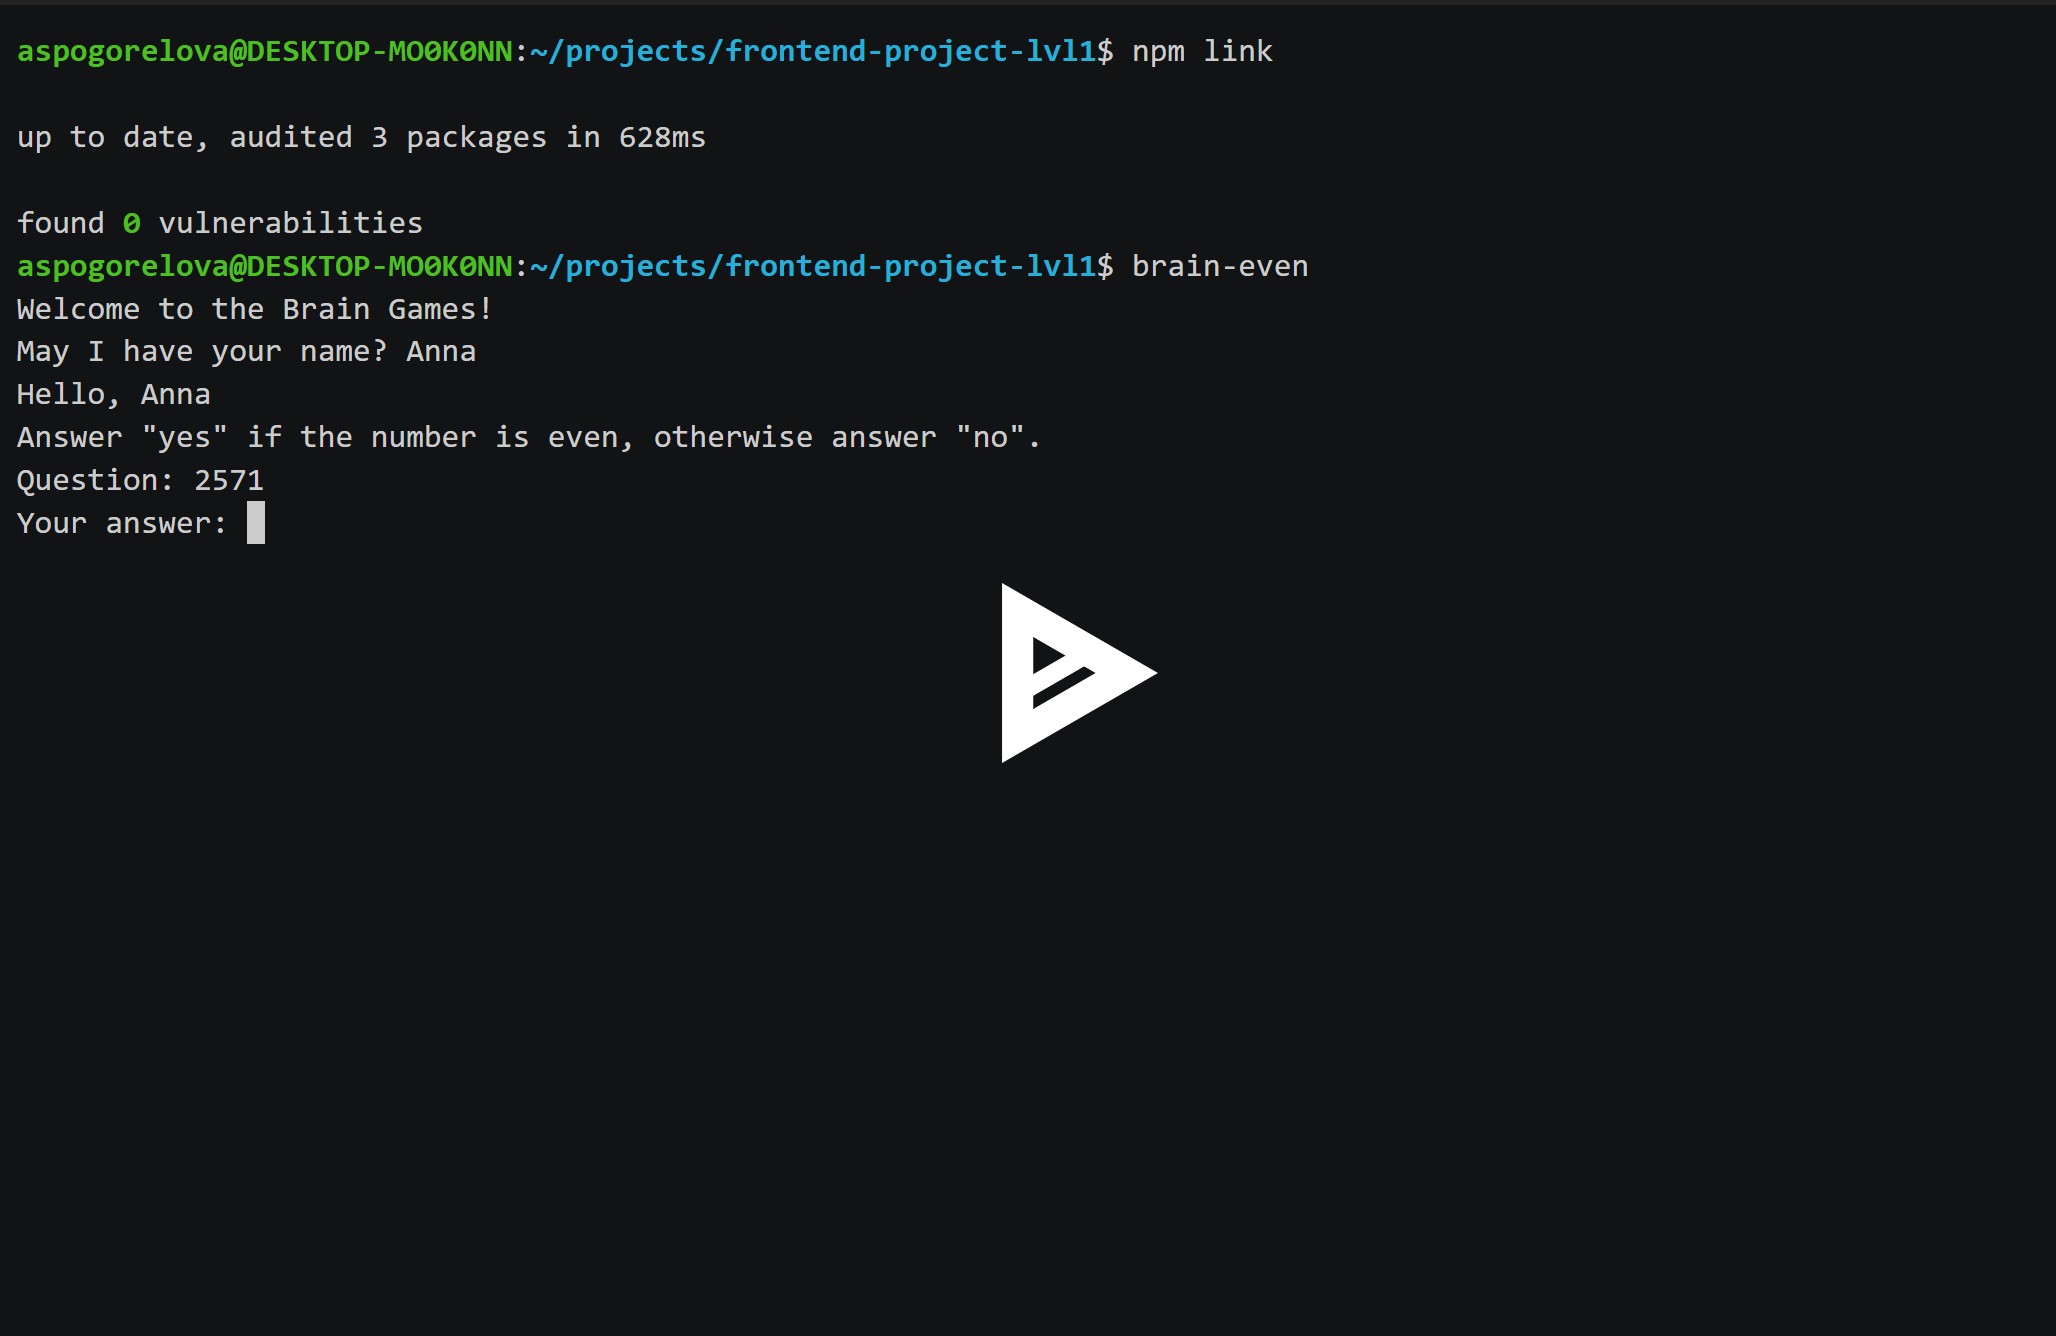 aspogorelova@DESKTOP-MO0K0NN:~/projects/frontend-project-lvl1$ npm link
up to date, audited 3 packages in 628ms
found 0 vulnerabilities
aspogorelova@DESKTOP-MO0K0NN:~/projects/frontend-project-lvl1$ brain-even
Welcome to the Brain Games!
May I have your name? Anna
Hello, Anna
Answer "yes" if the number is even, otherwise answer "no".
Question: 2571
Your answer: